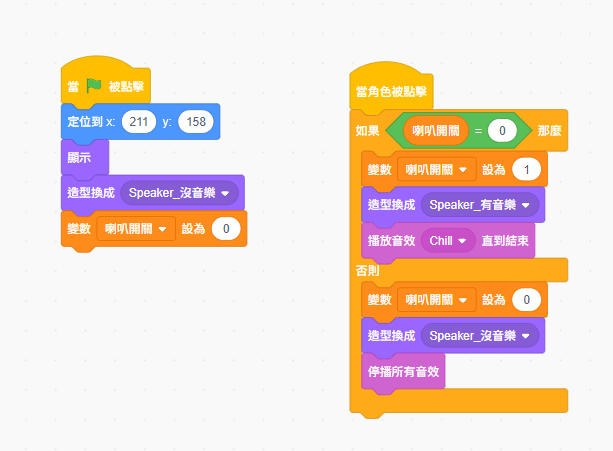 當 被點擊
定位到 x: 211 y: 158
顯示
造型換成 Speaker_沒音樂
變數 喇叭開關 設為 0
當角色被點擊
如果 喇叭開關 = 0 那麼
變數 喇叭開關 設為 1
造型換成 Speaker_有音樂
播放音效 Chill 直到結束
否則
變數 喇叭開關 設為 0
造型換成 Speaker_沒音樂
停播所有音效